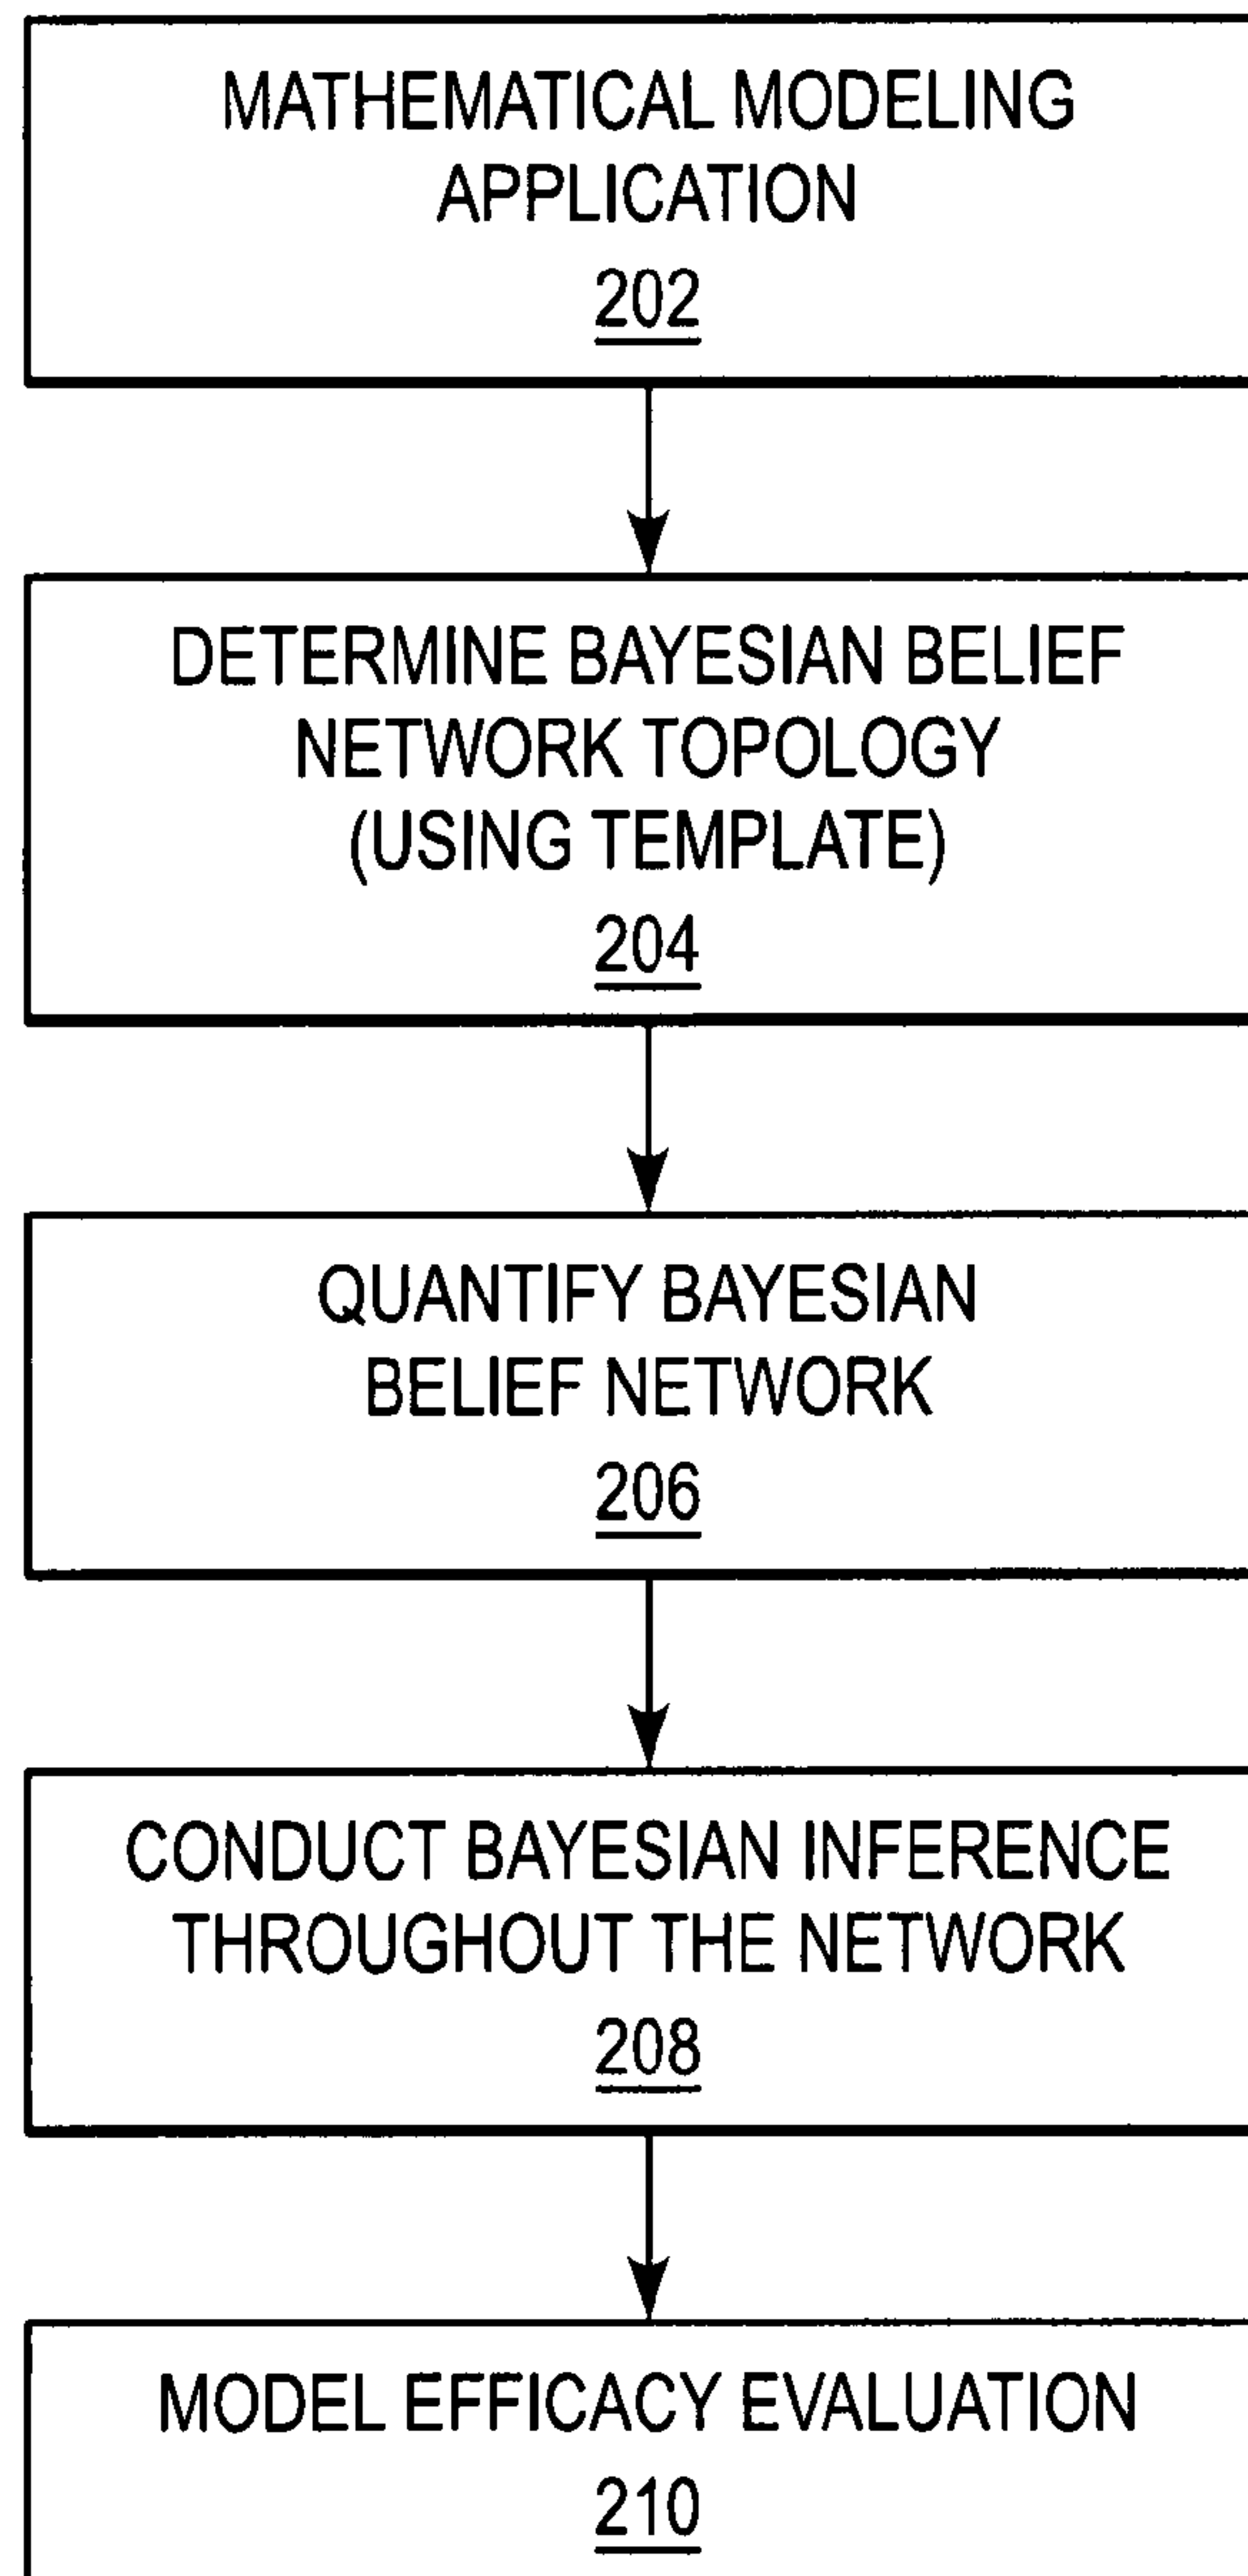 MATHEMATICAL MODELING
APPLICATION
202
DETERMINE BAYESIAN BELIEF
NETWORK TOPOLOGY
(USING TEMPLATE)
204
QUANTIFY BAYESIAN
BELIEF NETWORK
206
CONDUCT BAYESIAN INFERENCE
THROUGHOUT THE NETWORK
208
MODEL EFFICACY EVALUATION
210